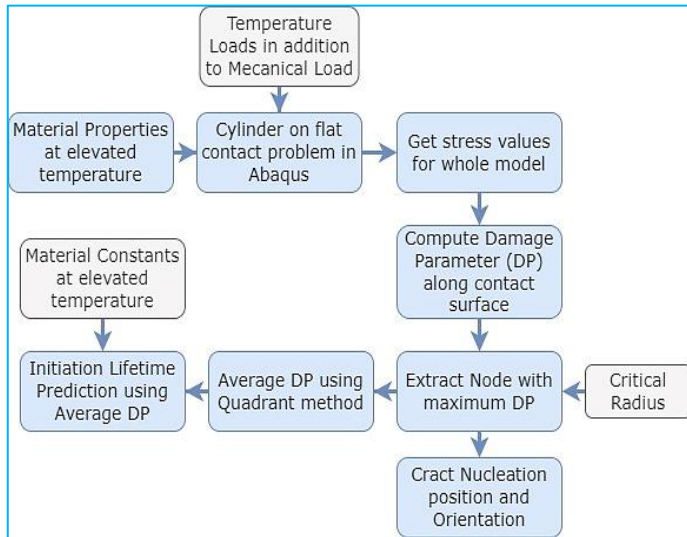 Temperature
Loads in addition
to Mecanical Load
Material Properties
at elevated
temperature
Cylinder on flat
contact problem in
Abaqus
Get stress values
for whole model
Material Constants
at elevated
temperature
Compute Damage
Parameter (DP)
along contact
surface
Initiation Lifetime
Prediction using
Average DP
Average DP using
Quadrant method
Extract Node with
maximum DP
Critical
Radius
Cract Nucleation
position and
Orientation